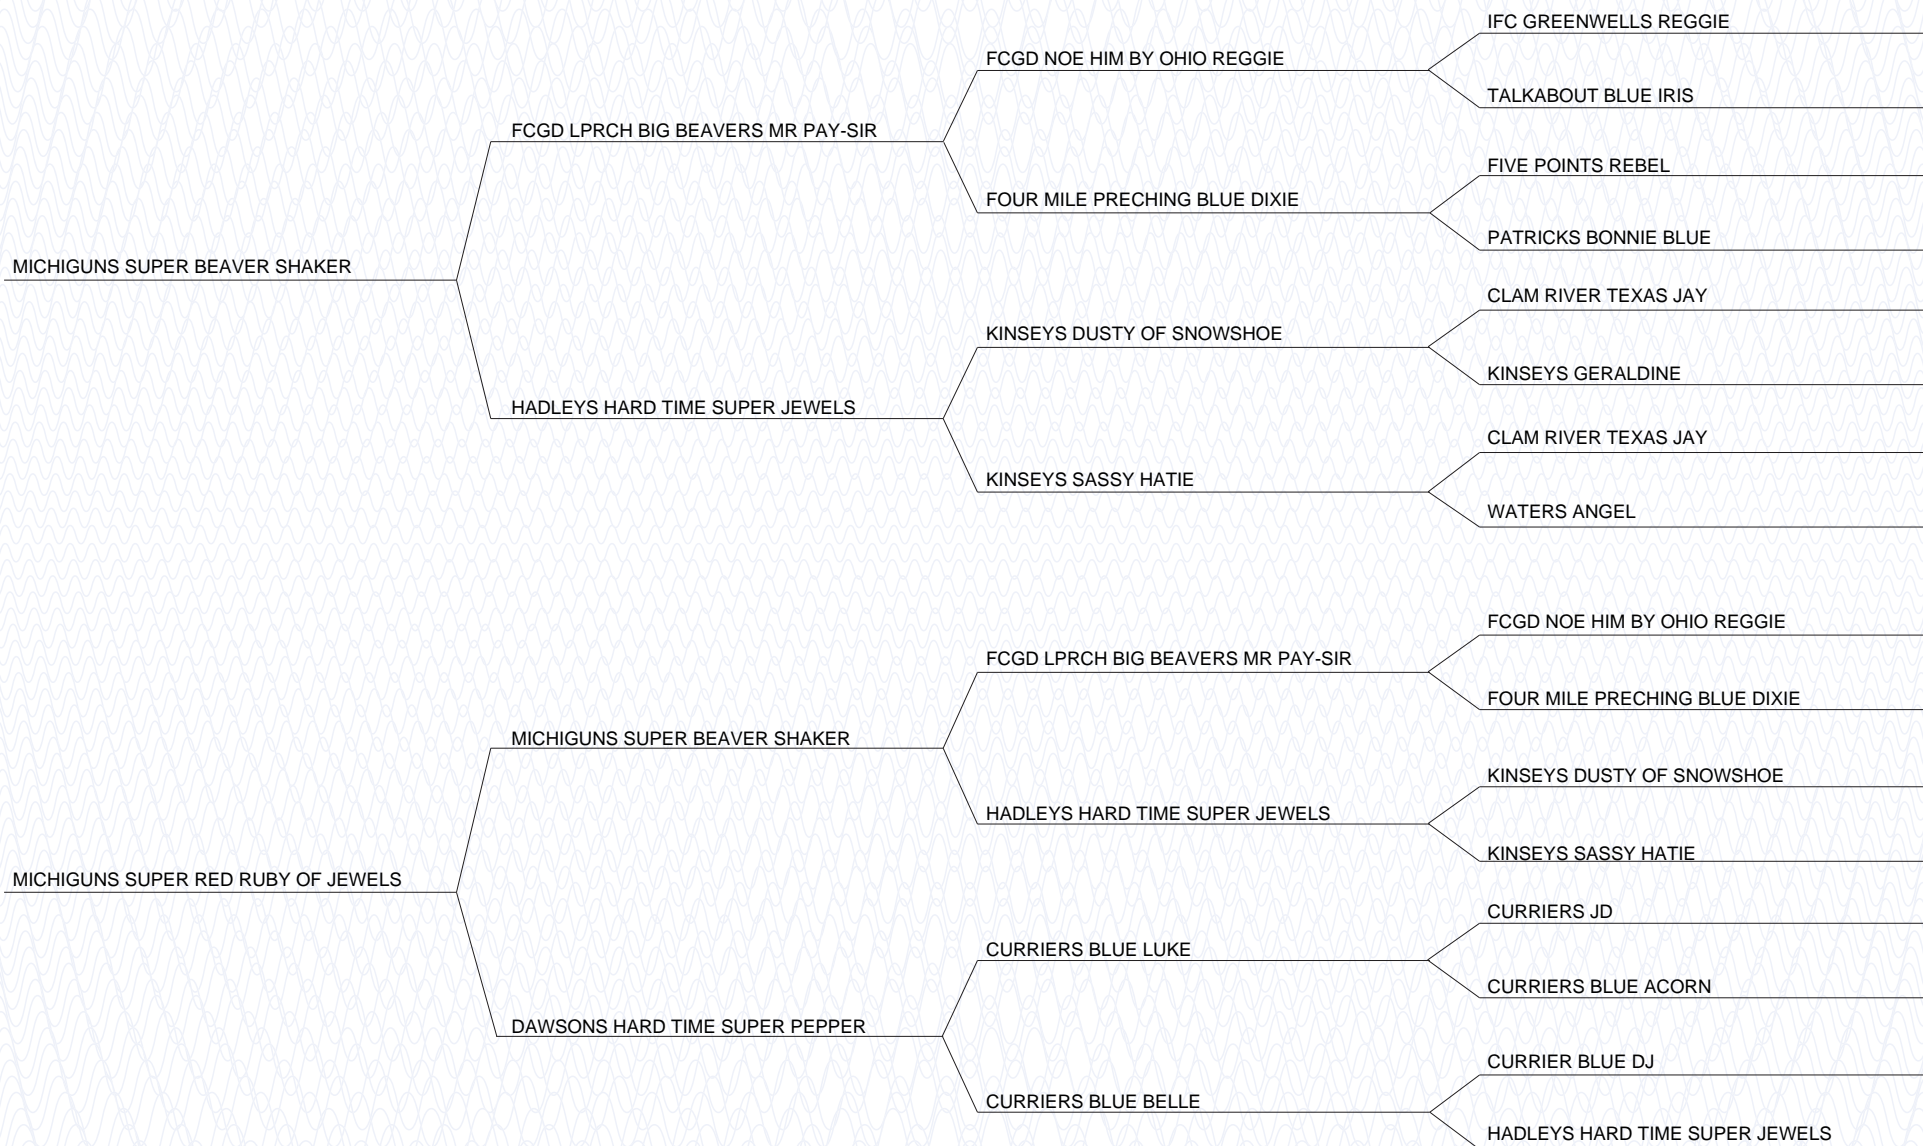 IFC GREENWELLS REGGIE
FCGD NOE HIM BY OHIO REGGIE
TALKABOUT BLUE IRIS
FCGD LPRCH BIG BEAVERS MR PAY-SIR
FIVE POINTS REBEL
FOUR MILE PRECHING BLUE DIXIE
PATRICKS BONNIE BLUE
MICHIGUNS SUPER BEAVER SHAKER
CLAM RIVER TEXAS JAY
KINSEYS DUSTY OF SNOWSHOE
KINSEYS GERALDINE
HADLEYS HARD TIME SUPER JEWELS
CLAM RIVER TEXAS JAY
KINSEYS SASSY HATIE
WATERS ANGEL
FCGD NOE HIM BY OHIO REGGIE
FCGD LPRCH BIG BEAVERS MR PAY-SIR
FOUR MILE PRECHING BLUE DIXIE
MICHIGUNS SUPER BEAVER SHAKER
KINSEYS DUSTY OF SNOWSHOE
HADLEYS HARD TIME SUPER JEWELS
KINSEYS SASSY HATIE
MICHIGUNS SUPER RED RUBY OF JEWELS
CURRIERS JD
CURRIERS BLUE LUKE
CURRIERS BLUE ACORN
DAWSONS HARD TIME SUPER PEPPER
CURRIER BLUE DJ
CURRIERS BLUE BELLE
HADLEYS HARD TIME SUPER JEWELS